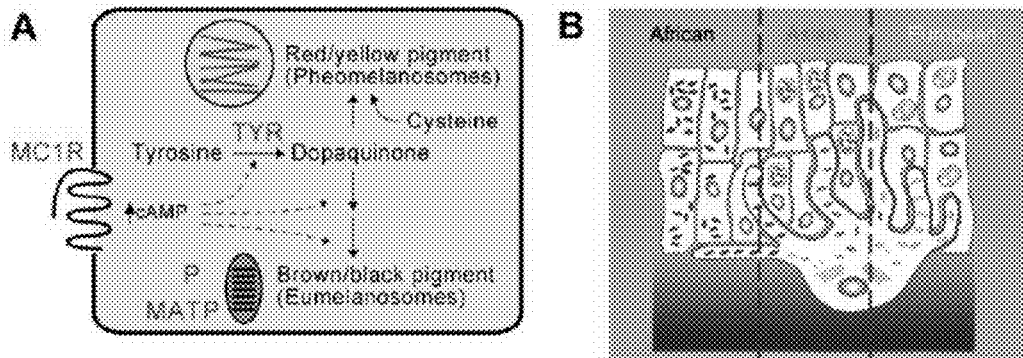 A
Red/yellow pigment
(Pheomelanosomes)
Cysteine
TYR
MC1R
Tyrosine
Dopaquinone
cAMP
P
MATP
Brown/black pigment
(Eumelanosomes)
B
African